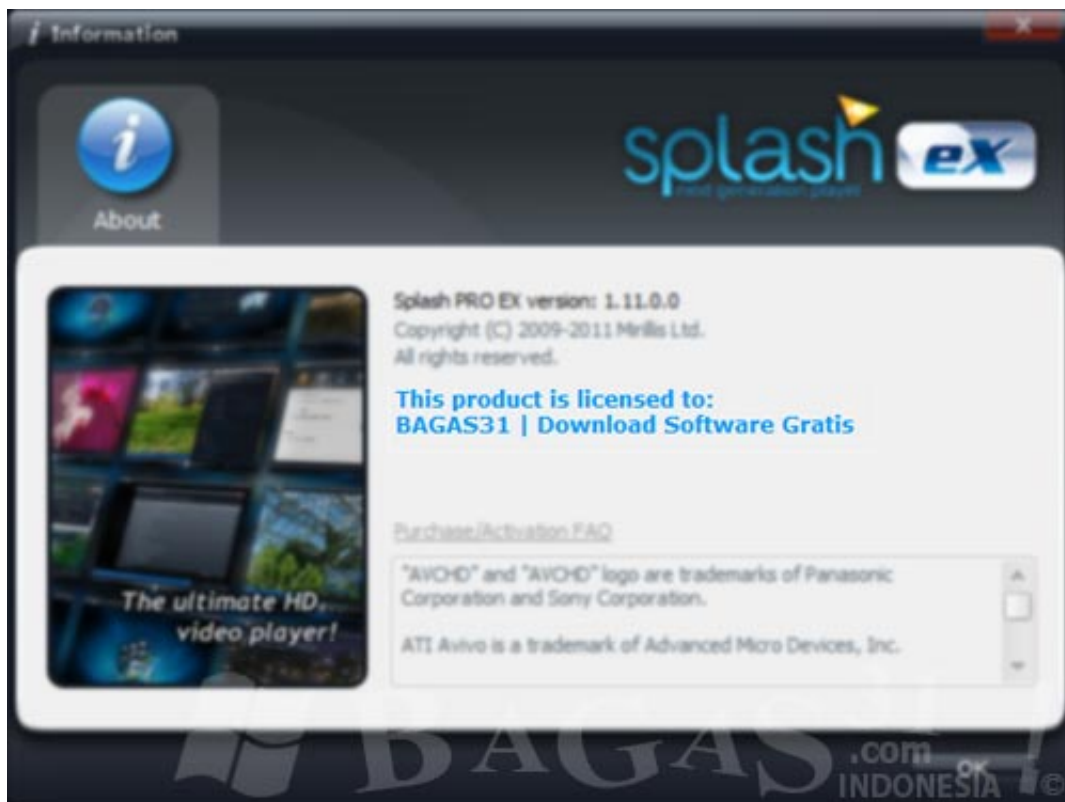 i Information
About
splash eX
next generation player
Splash PRO EX version: 1.11.0.0
Copyright (C) 2009-2011 Mirillis Ltd.
All rights reserved.
This product is licensed to:
BAGAS31 | Download Software Gratis
Purchase/Activation FAQ
"AVCHD" and "AVCHD" logo are trademarks of Panasonic
Corporation and Sony Corporation.
ATI Avivo is a trademark of Advanced Micro Devices, Inc.
The ultimate HD,
video player!
BAGAS31
.com
INDONESIA ©
OK